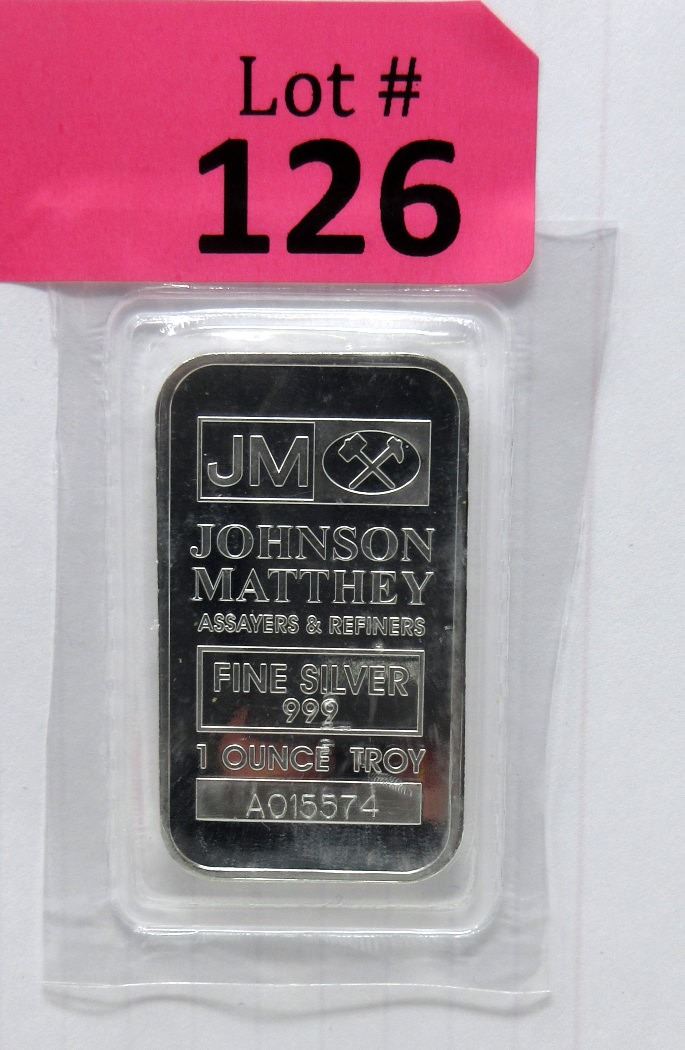 Lot #
126
JM
JOHNSON
MATTHEY
ASSAYERS & REFINERS
FINE SILVER
999
1 OUNCE TROY
A015574